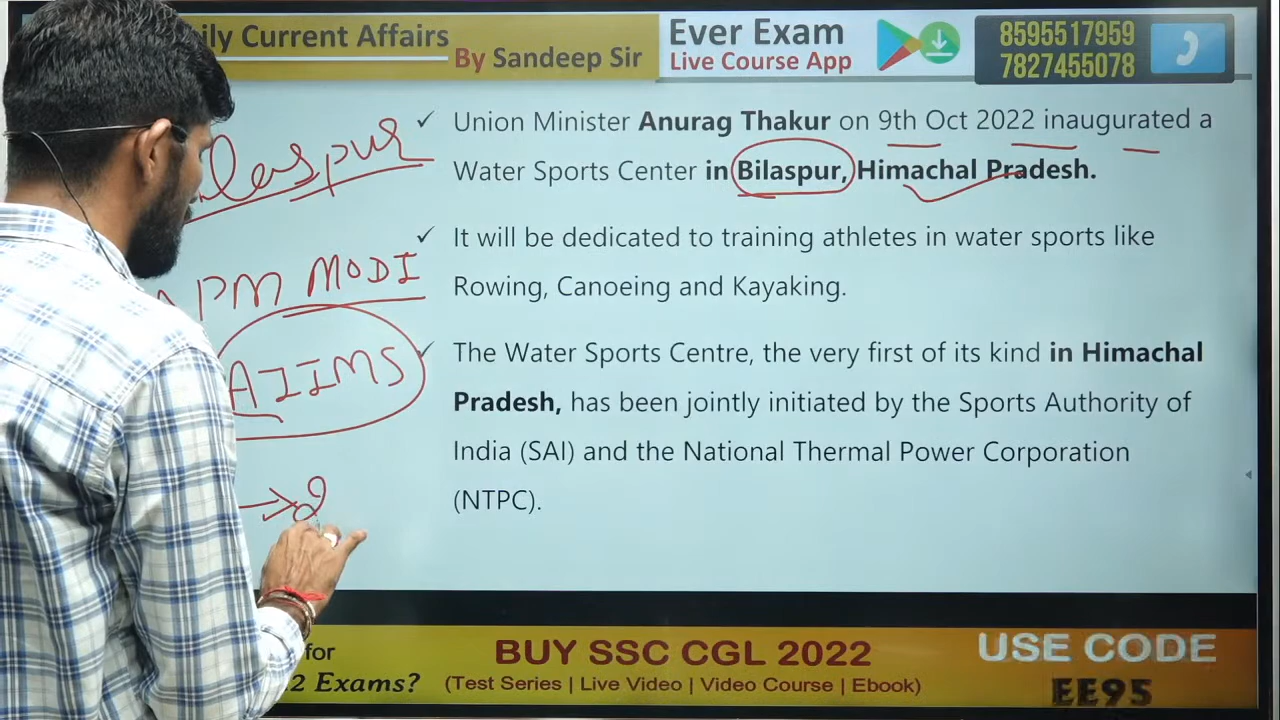 ily Current Affairs
By Sandeep Sir
Ever Exam
Live Course App
8595517959
7827455078
✓ Union Minister Anurag Thakur on 9th Oct 2022 inaugurated a
Water Sports Center in Bilaspur, Himachal Pradesh.
✓ It will be dedicated to training athletes in water sports like
Rowing, Canoeing and Kayaking.
✓ The Water Sports Centre, the very first of its kind in Himachal
Pradesh, has been jointly initiated by the Sports Authority of
India (SAI) and the National Thermal Power Corporation
(NTPC).
ilaspur
PM MODI
AIIMS
→ 2
for
2 Exams?
BUY SSC CGL 2022
(Test Series | Live Video | Video Course | Ebook)
USE CODE
EE95